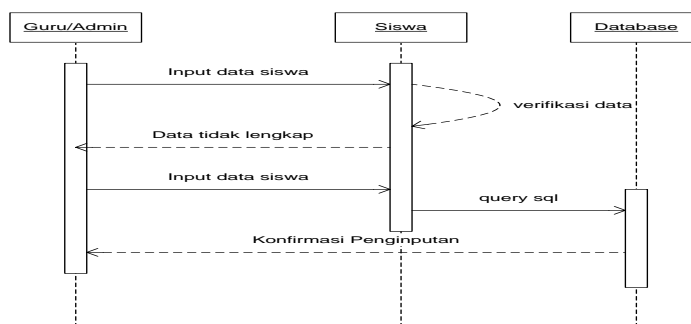 Guru/Admin
Siswa
Database
Input data siswa
verifikasi data
Data tidak lengkap
Input data siswa
query sql
Konfirmasi Penginputan